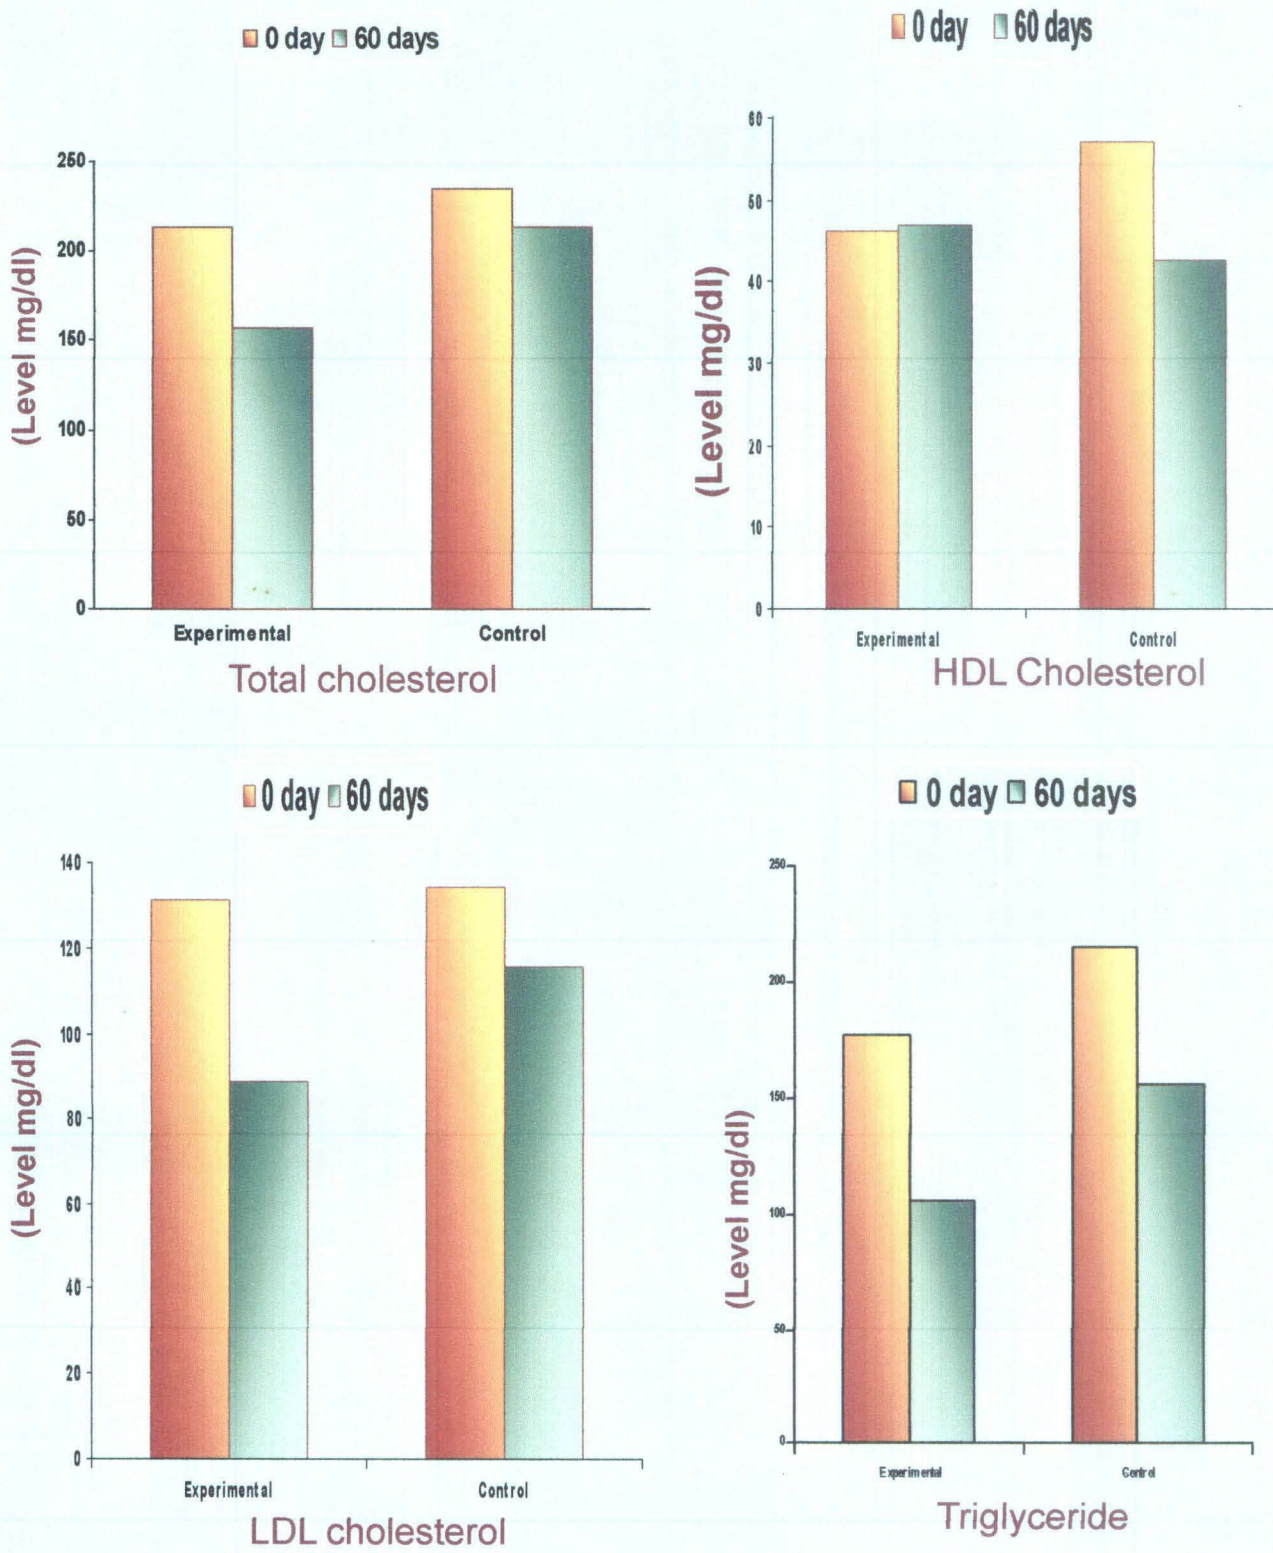 0 day 60 days
250
200
150
100
50
0
(Level mg/dl)
Experimental Control
Total cholesterol
0 day 60 days
60
50
40
30
20
10
0
(Level mg/dl)
Experimental Control
HDL Cholesterol
0 day 60 days
140
120
100
80
60
40
20
0
(Level mg/dl)
Experimental Control
LDL cholesterol
0 day 60 days
250
200
150
100
50
0
(Level mg/dl)
Experimental Control
Triglyceride